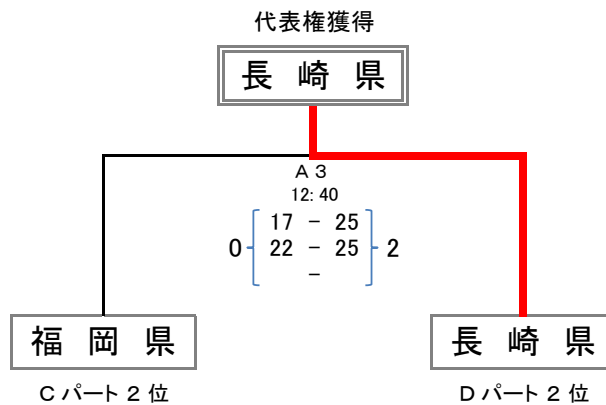 代表権獲得
長 崎 県
A 3
12:40
17 - 25
0 22 - 25 2
-
福 岡 県 長 崎 県
C パート 2 位 D パート 2 位